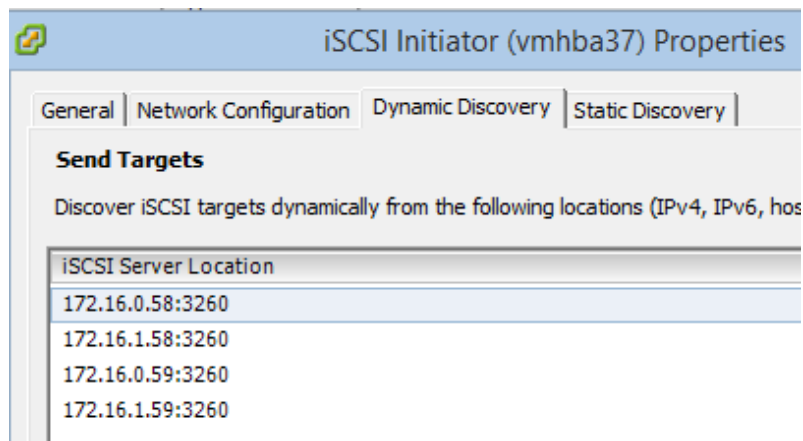 iSCSI Initiator (vmhba37) Properties
General Network Configuration Dynamic Discovery Static Discovery
Send Targets
Discover iSCSI targets dynamically from the following locations (IPv4, IPv6, hos
iSCSI Server Location
172.16.0.58:3260
172.16.1.58:3260
172.16.0.59:3260
172.16.1.59:3260